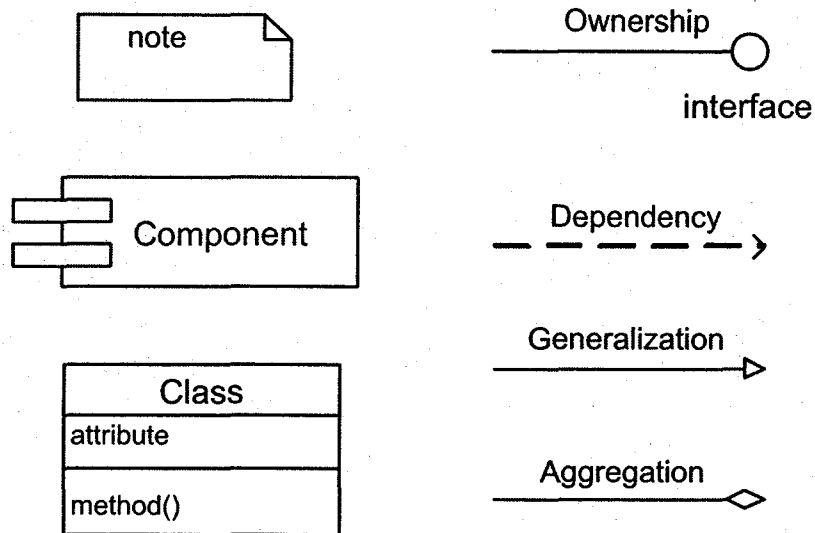 note
Component
Class
attribute
method()
Ownership
interface
Dependency
Generalization
Aggregation